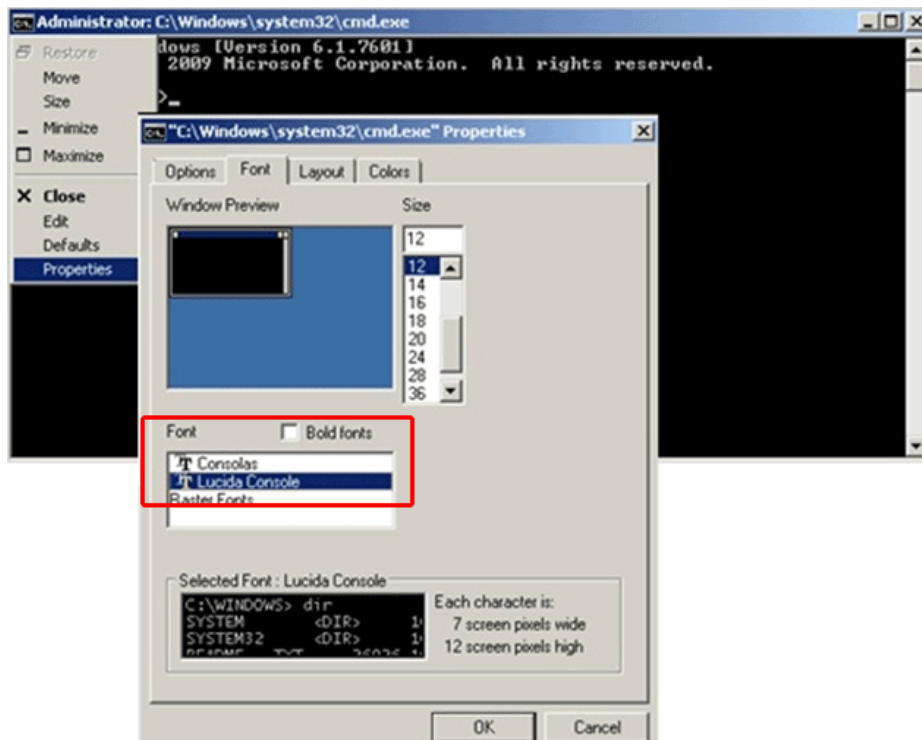 Administrator: C:\Windows\system32\cmd.exe
Restore
Move
Size
Minimize
Maximize
Close
Edit
Defaults
Properties
dows [Version 6.1.7601]
2009 Microsoft Corporation. All rights reserved.
>_
"C:\Windows\system32\cmd.exe" Properties
Options Font Layout Colors
Window Preview Size
12
12
14
16
18
20
24
28
36
Font Bold fonts
Consolas
Lucida Console
Raster Fonts
Selected Font : Lucida Console
C:\WINDOWS> dir
SYSTEM <DIR> 1
SYSTEM32 <DIR> 1
Each character is:
7 screen pixels wide
12 screen pixels high
OK Cancel